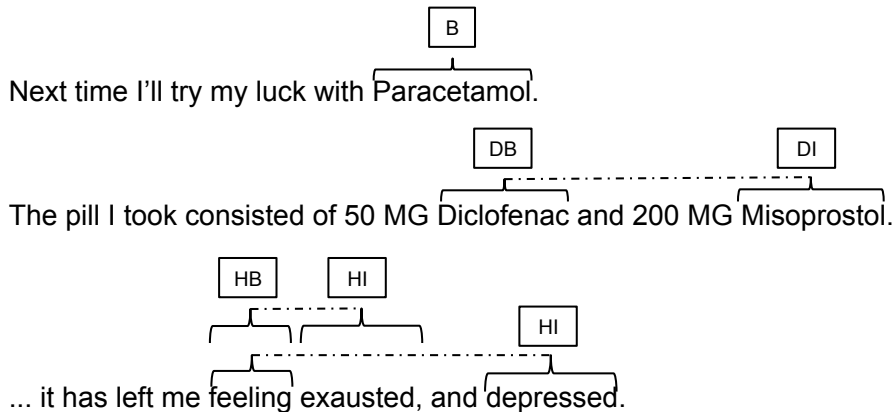 B
Next time I’ll try my luck with Paracetamol.
DB DI
The pill I took consisted of 50 MG Diclofenac and 200 MG Misoprostol.
HB HI
HI
... it has left me feeling exausted, and depressed.